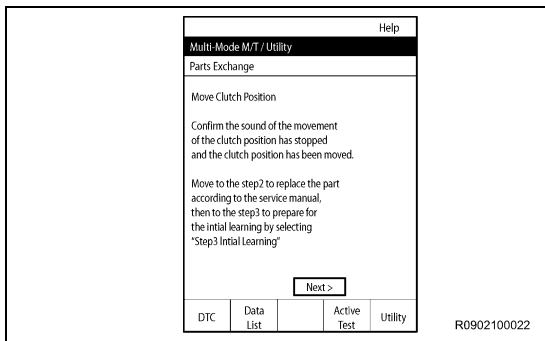 Help
Multi-Mode M/T / Utility
Parts Exchange
Move Clutch Position
Confirm the sound of the movement
of the clutch position has stopped
and the clutch position has been moved.
Move to the step2 to replace the part
according to the service manual,
then to the step3 to prepare for
the intial learning by selecting
"Step3 Intial Learning"
Next >
DTC
Data
List
Active
Test
Utility
R0902100022